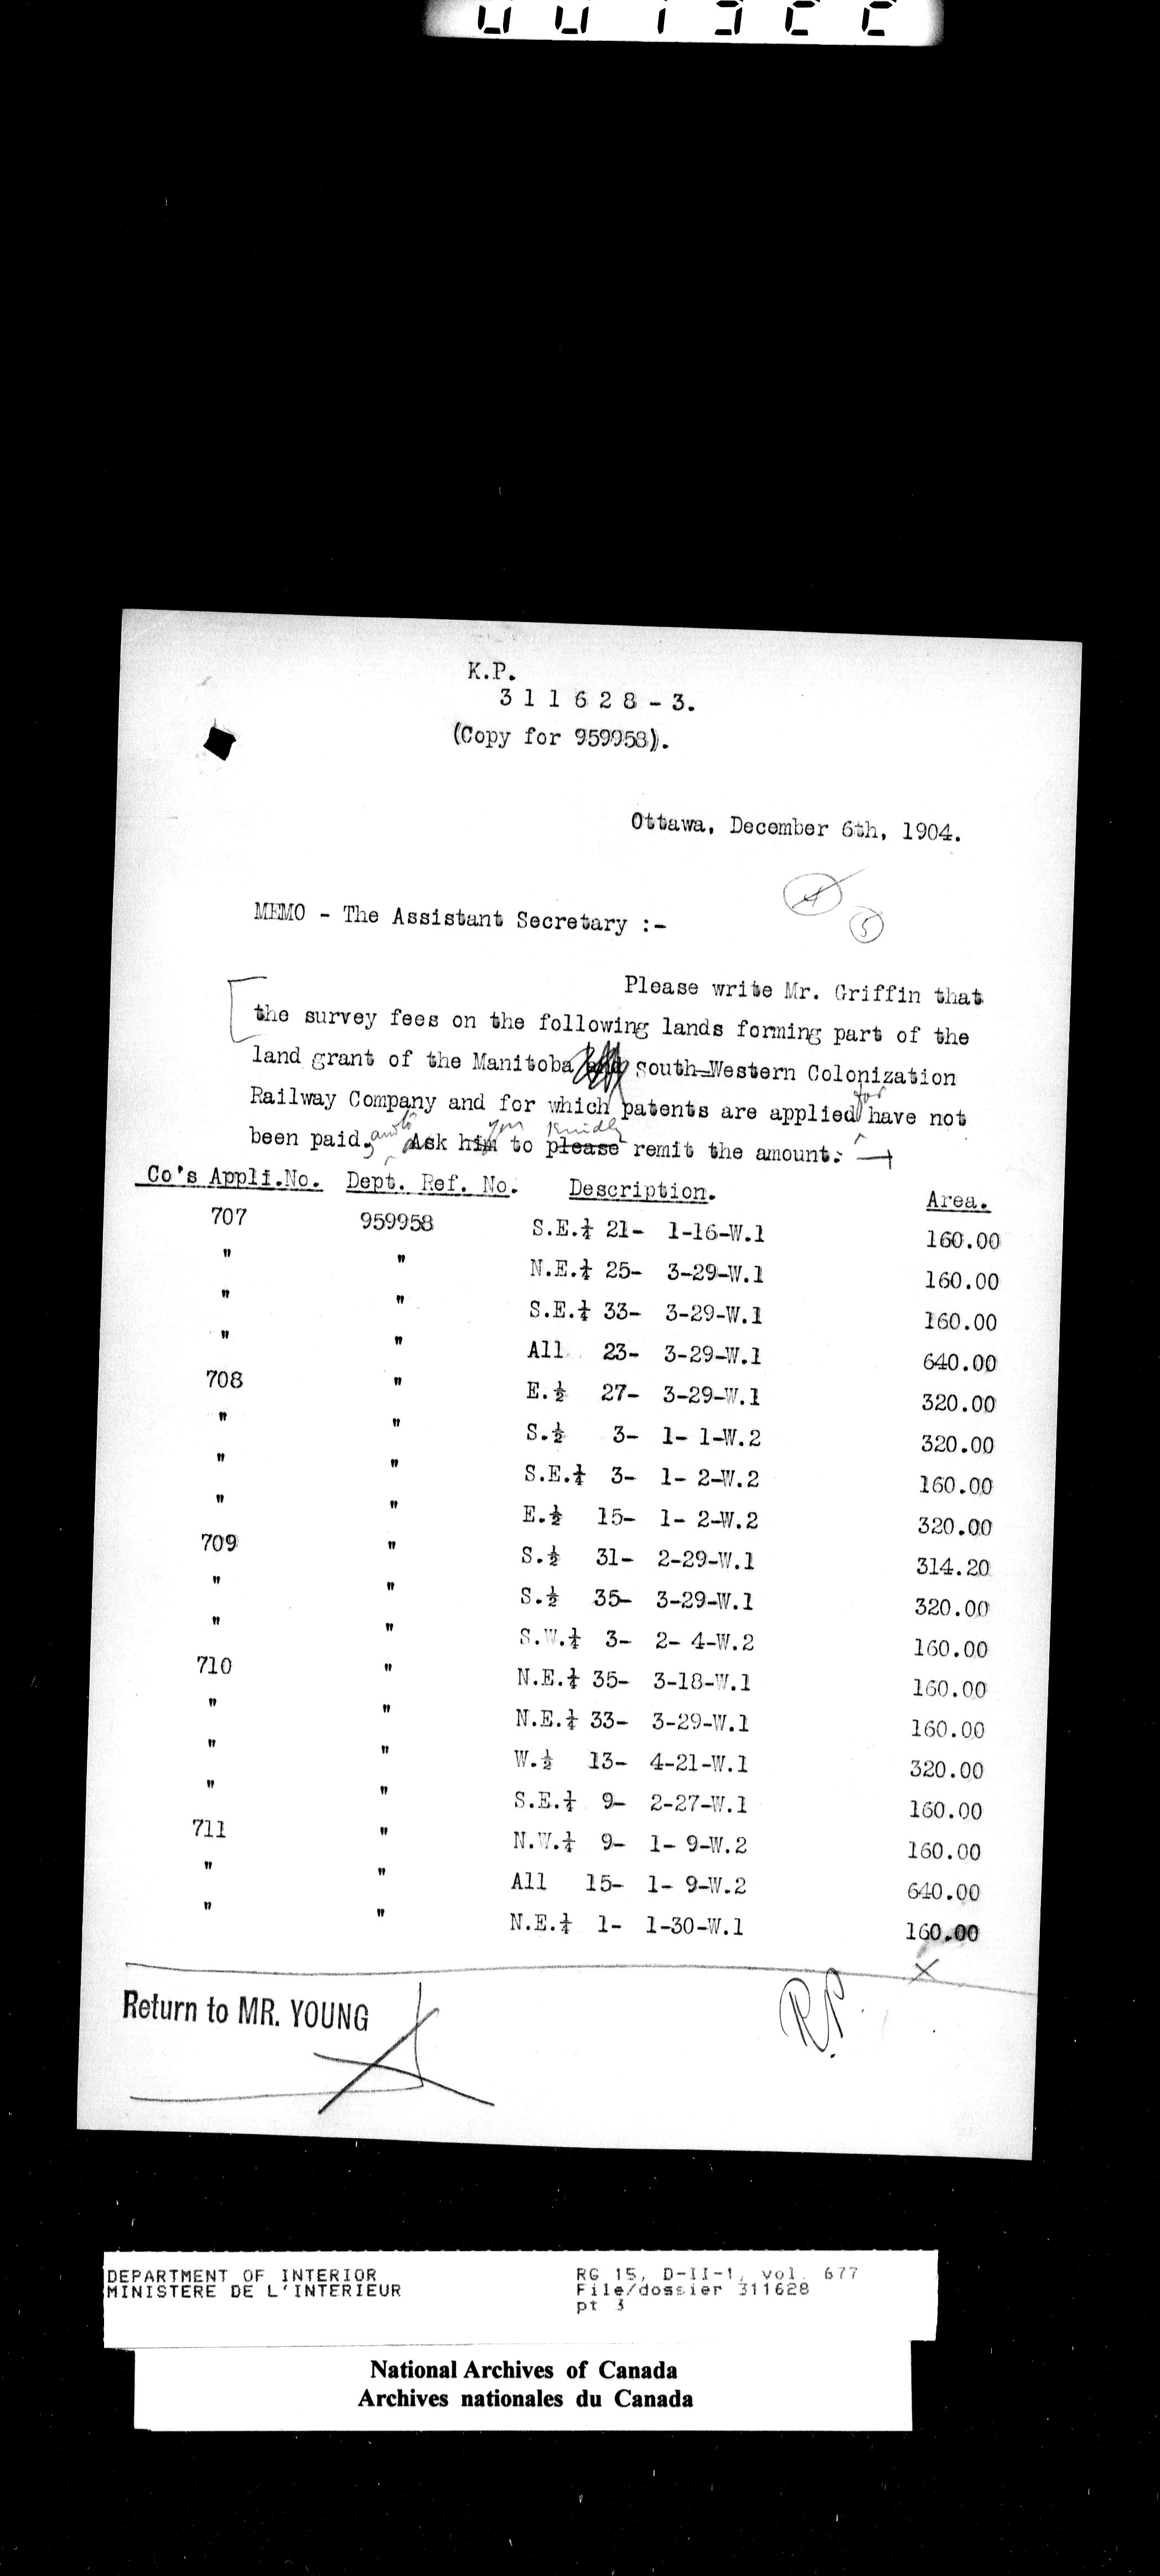 K.P.
3 1 1 6 2 8 - 3.
(Copy for 959958).
Ottawa, December 6th, 1904.
4
5
MEMO - The Assistant Secretary :-
Please write Mr. Griffin that
the survey fees on the following lands forming part of the
land grant of the Manitoba and South-Western Colonization
for
Railway Company and for which patents are applied have not
and to you kindly
been paid. Ask him to please remit the amount.
Co's Appli.No. Dept. Ref. No. Description. Area.
707 959958 S.E.¼ 21- 1-16-W.1 160.00
" " N.E.¼ 25- 3-29-W.1 160.00
" " S.E.¼ 33- 3-29-W.1 160.00
" " All 23- 3-29-W.1 640.00
708 " E.½ 27- 3-29-W.1 320.00
" " S.½ 3- 1- 1-W.2 320.00
" " S.E.¼ 3- 1- 2-W.2 160.00
" " E.½ 15- 1- 2-W.2 320.00
709 " S.½ 31- 2-29-W.1 314.20
" " S.½ 35- 3-29-W.1 320.00
" " S.W.¼ 3- 2- 4-W.2 160.00
710 " N.E.¼ 35- 3-18-W.1 160.00
" " N.E.¼ 33- 3-29-W.1 160.00
" " W.½ 13- 4-21-W.1 320.00
" " S.E.¼ 9- 2-27-W.1 160.00
711 " N.W.¼ 9- 1- 9-W.2 160.00
" " All 15- 1- 9-W.2 640.00
" " N.E.¼ 1- 1-30-W.1 160.00
Return to MR. YOUNG
DEPARTMENT OF INTERIOR RG 15, D-II-1, vol. 677
MINISTERE DE L'INTERIEUR File/dossier 311628
pt 3
National Archives of Canada
Archives nationales du Canada